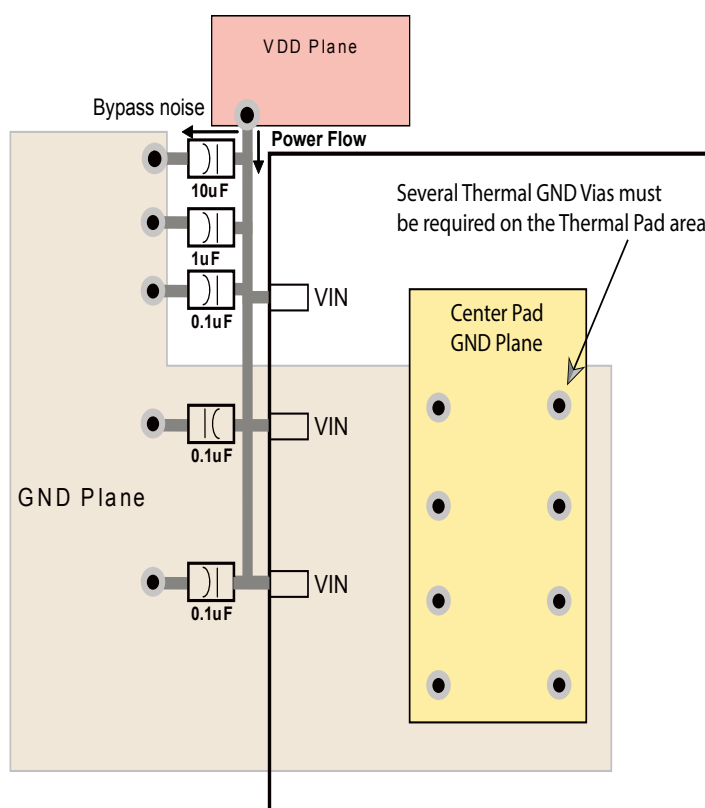 VDD Plane
Bypass noise
Power Flow
10uF
Several Thermal GND Vias must
be required on the Thermal Pad area
1uF
0.1uF
VIN
Center Pad
GND Plane
VIN
0.1uF
GND Plane
VIN
0.1uF